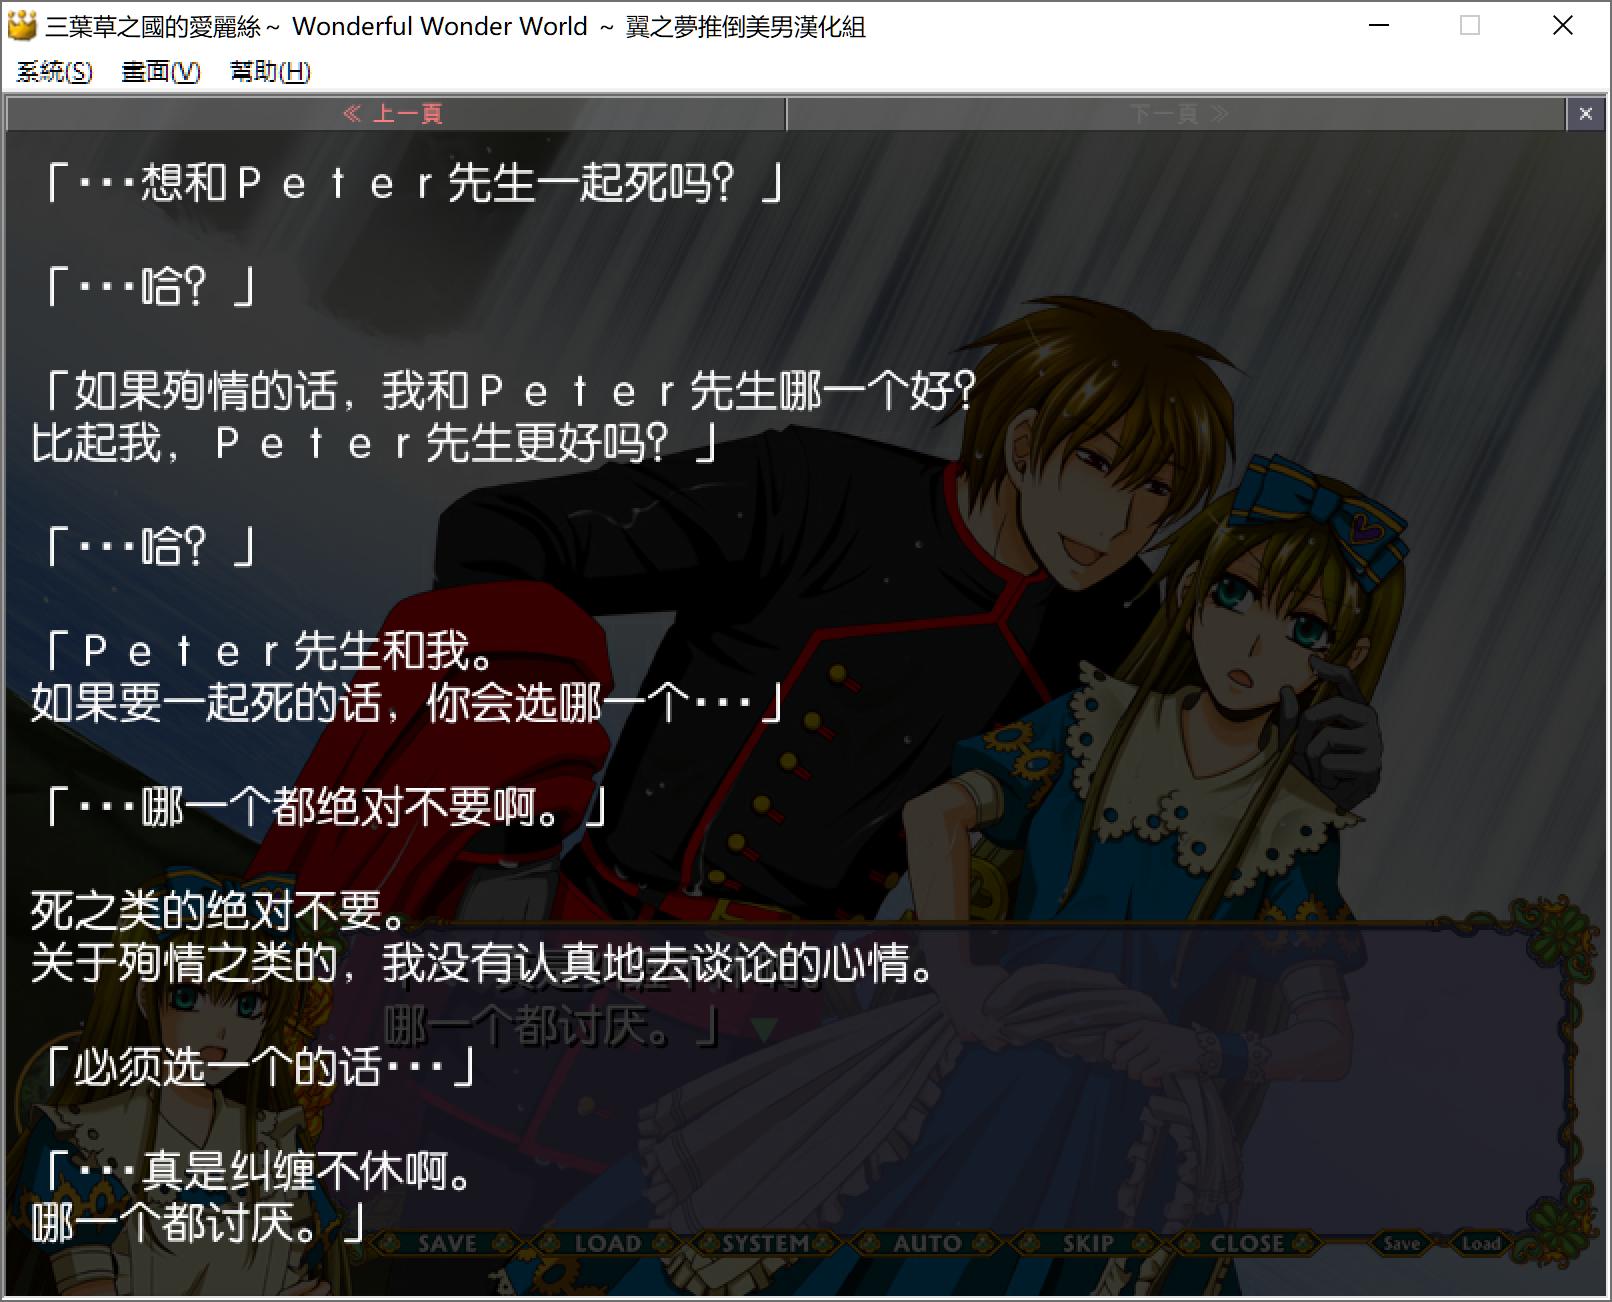 三葉草之國的愛麗絲～ Wonderful Wonder World ～ 翼之夢推倒美男漢化組
系統(S) 畫面(V) 幫助(H)
≪ 上一頁 下一頁 ≫
「···想和Peter先生一起死吗？」
「···哈？」
「如果殉情的话，我和Peter先生哪一个好？
比起我，Peter先生更好吗？」
「···哈？」
「Peter先生和我。
如果要一起死的话，你会选哪一个···」
「···哪一个都绝对不要啊。」
死之类的绝对不要。
关于殉情之类的，我没有认真地去谈论的心情。
哪一个都讨厌。」
「必须选一个的话···」
「···真是纠缠不休啊。
哪一个都讨厌。」
SAVE LOAD SYSTEM AUTO SKIP CLOSE Save Load